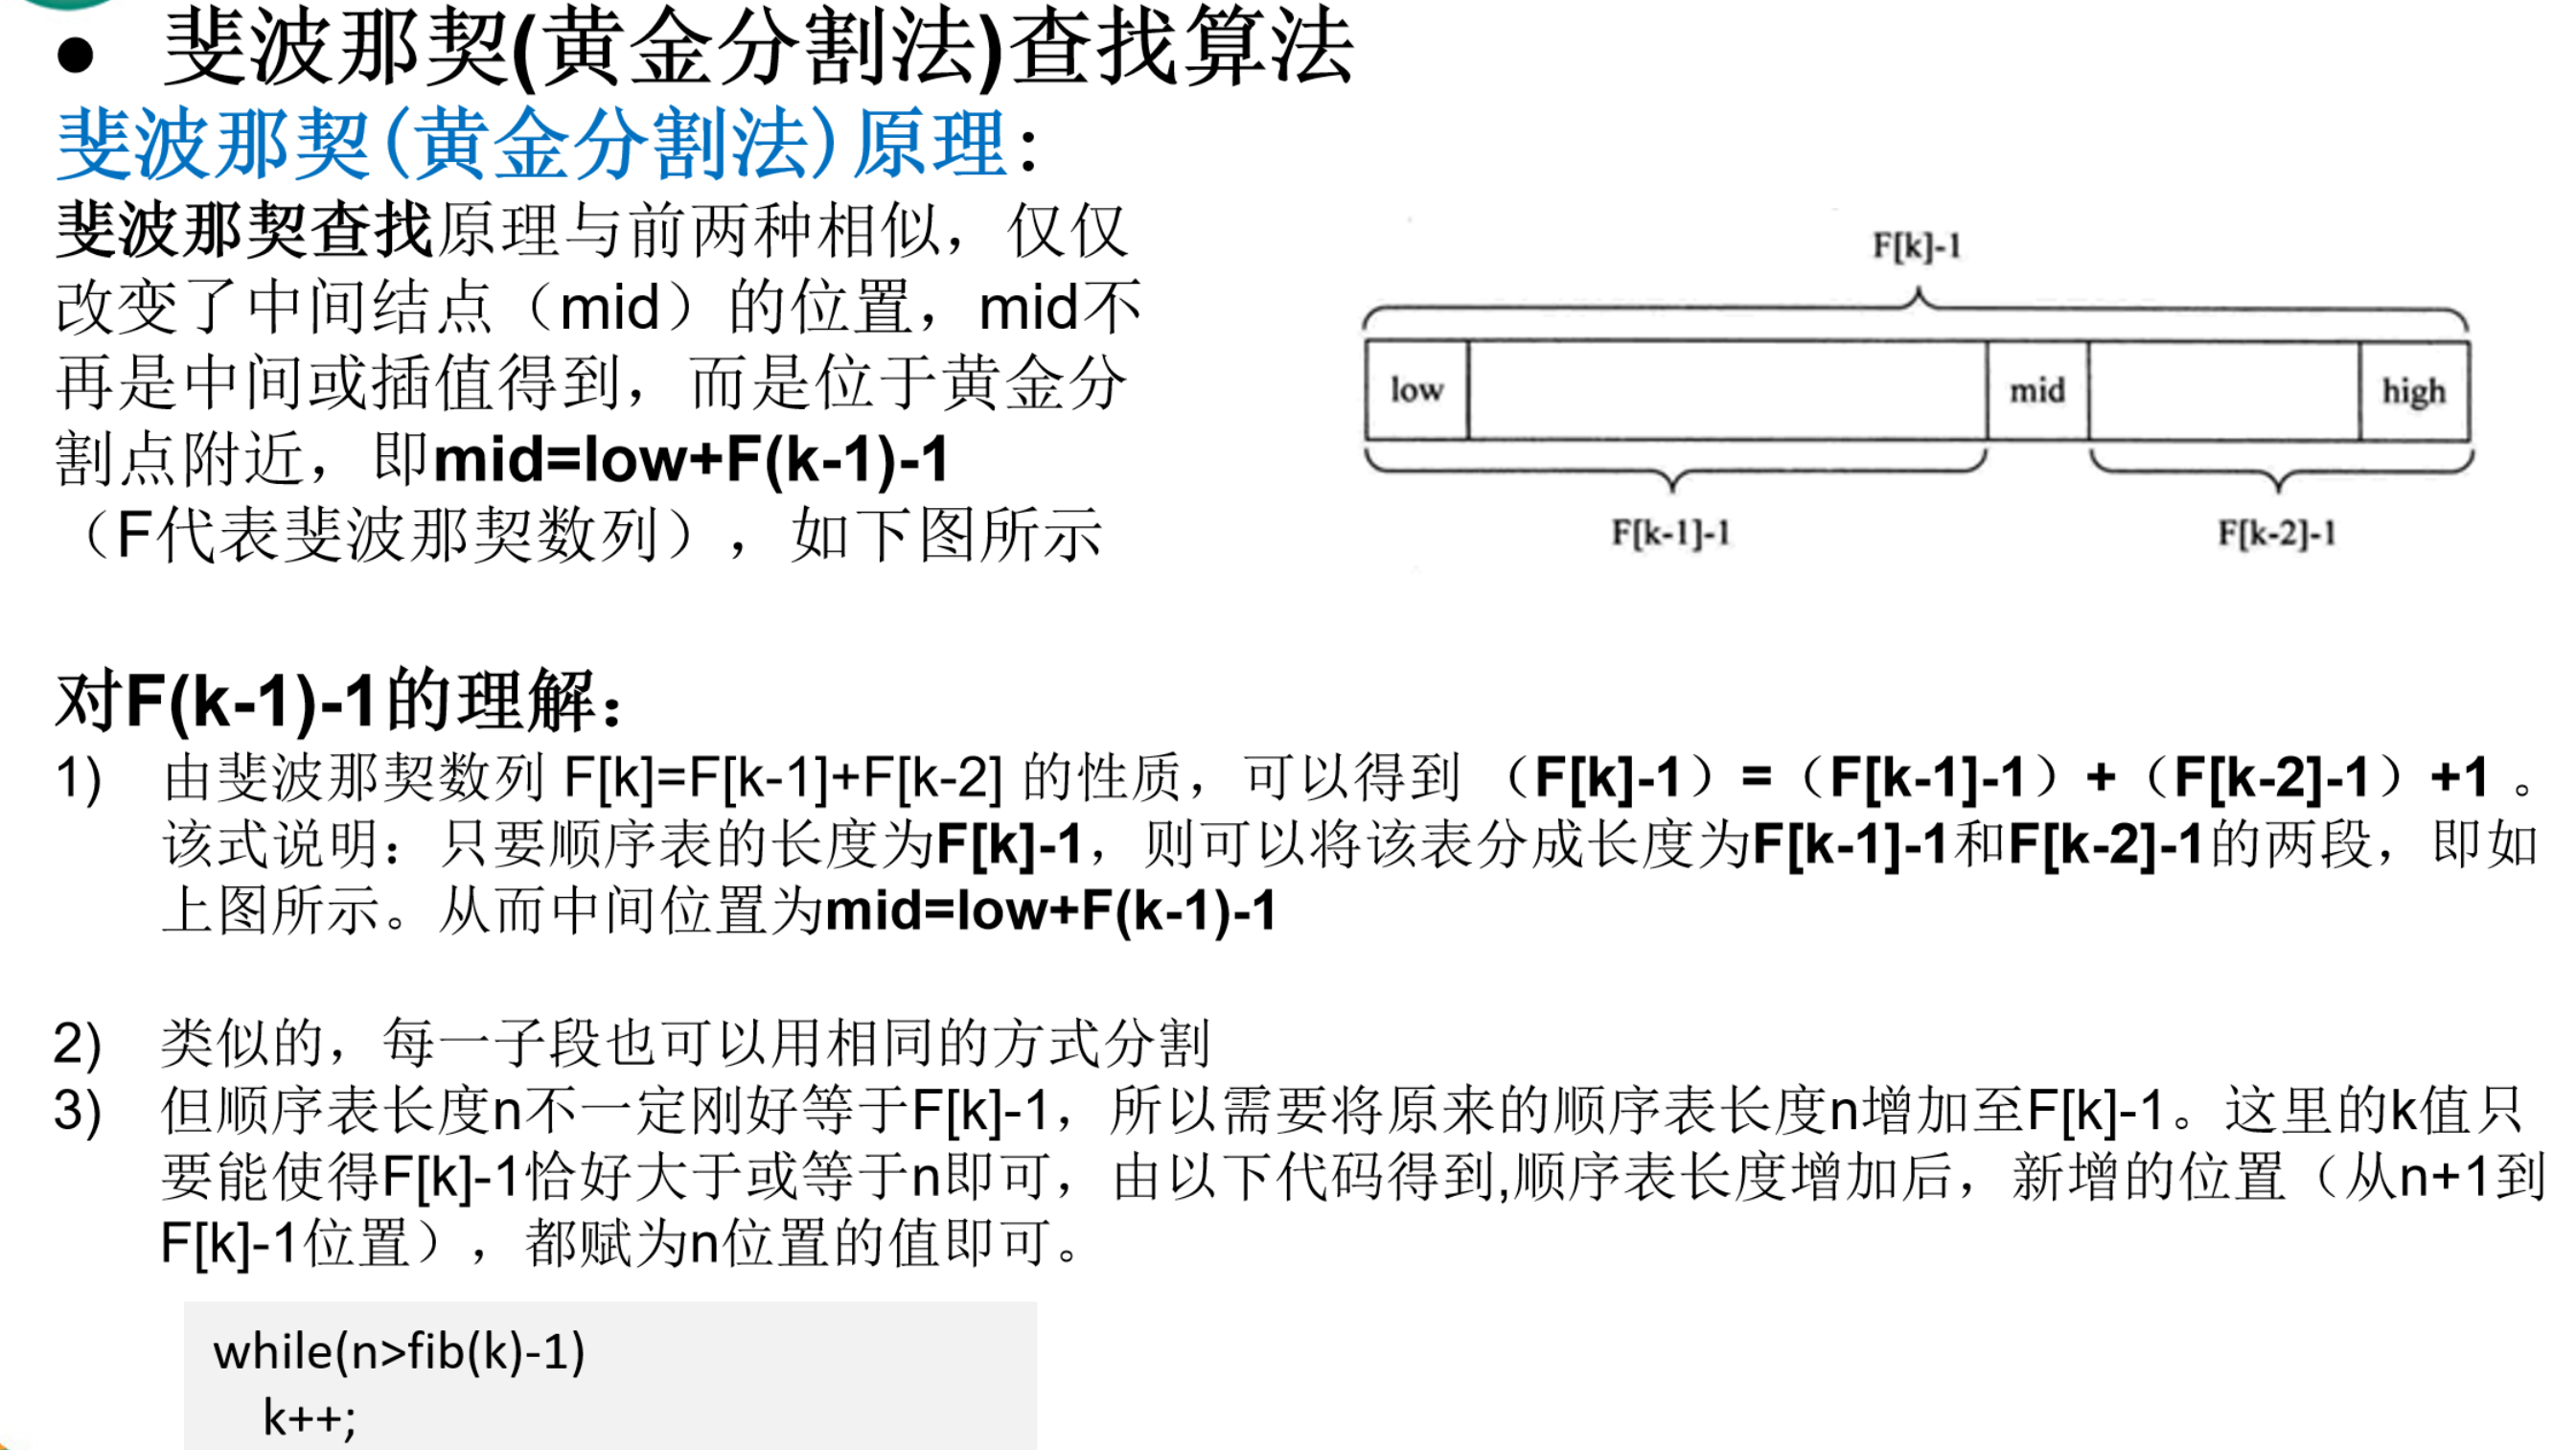 ● 斐波那契(黄金分割法)查找算法
斐波那契(黄金分割法)原理:
斐波那契查找原理与前两种相似，仅仅
改变了中间结点（mid）的位置，mid不
再是中间或插值得到，而是位于黄金分
割点附近，即mid=low+F(k-1)-1
（F代表斐波那契数列），如下图所示
F[k]-1
low mid high
F[k-1]-1 F[k-2]-1
对F(k-1)-1的理解：
1) 由斐波那契数列 F[k]=F[k-1]+F[k-2] 的性质，可以得到 （F[k]-1）=（F[k-1]-1）+（F[k-2]-1）+1 。
该式说明：只要顺序表的长度为F[k]-1，则可以将该表分成长度为F[k-1]-1和F[k-2]-1的两段，即如
上图所示。从而中间位置为mid=low+F(k-1)-1
2) 类似的，每一子段也可以用相同的方式分割
3) 但顺序表长度n不一定刚好等于F[k]-1，所以需要将原来的顺序表长度n增加至F[k]-1。这里的k值只
要能使得F[k]-1恰好大于或等于n即可，由以下代码得到,顺序表长度增加后，新增的位置（从n+1到
F[k]-1位置），都赋为n位置的值即可。
while(n>fib(k)-1)
k++;